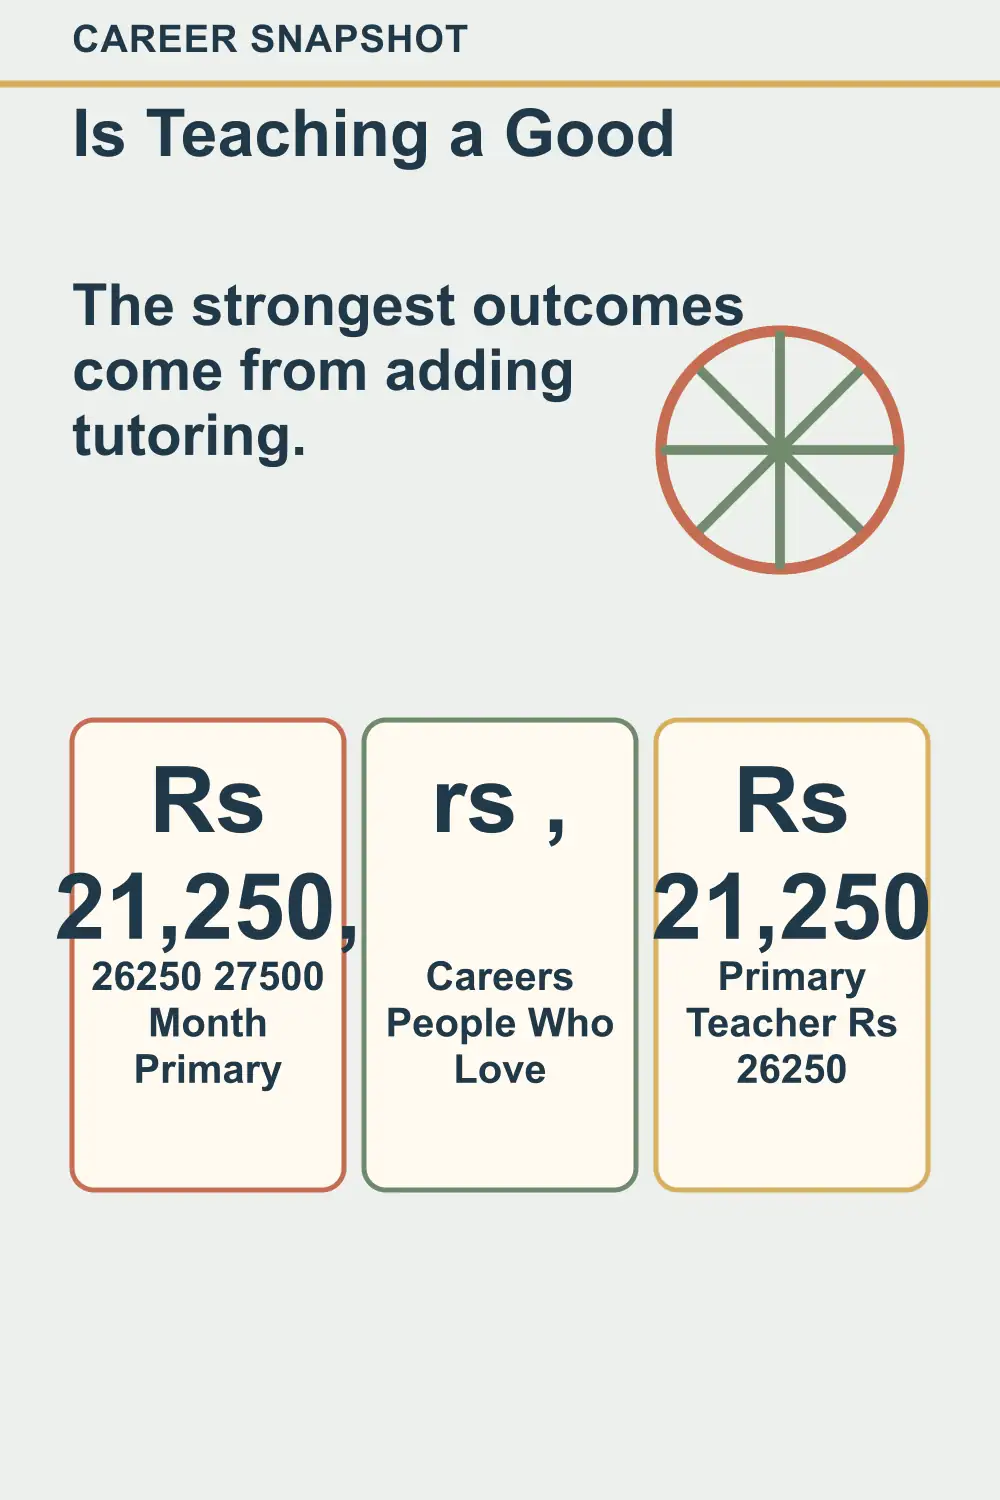 CAREER SNAPSHOT
Is Teaching a Good
The strongest outcomes
come from adding
tutoring.
Rs
21,250,
26250 27500
Month
Primary
rs ,
Careers
People Who
Love
Rs
21,250
Primary
Teacher Rs
26250